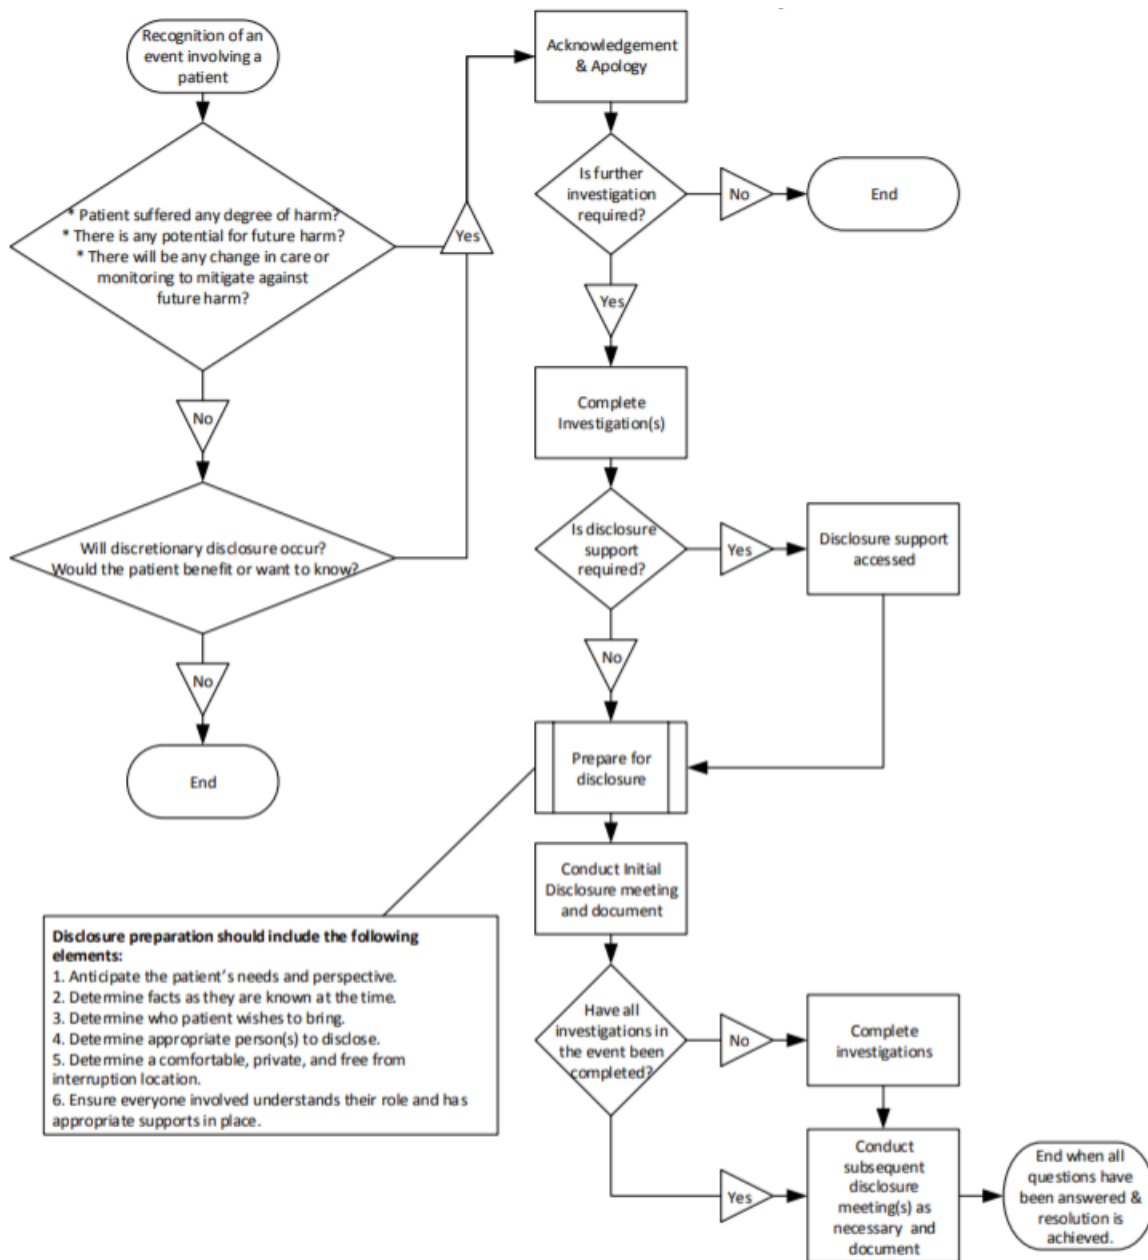 Recognition of an
event involving a
patient
* Patient suffered any degree of harm?
* There is any potential for future harm?
* There will be any change in care or
monitoring to mitigate against
future harm?
Yes
No
Will discretionary disclosure occur?
Would the patient benefit or want to know?
No
End
Acknowledgement
& Apology
Is further
investigation
required?
No
End
Yes
Complete
Investigation(s)
Is disclosure
support
required?
Yes
Disclosure support
accessed
No
Prepare for
disclosure
Disclosure preparation should include the following
elements:
1. Anticipate the patient's needs and perspective.
2. Determine facts as they are known at the time.
3. Determine who patient wishes to bring.
4. Determine appropriate person(s) to disclose.
5. Determine a comfortable, private, and free from
interruption location.
6. Ensure everyone involved understands their role and has
appropriate supports in place.
Conduct Initial
Disclosure meeting
and document
Have all
investigations in
the event been
completed?
No
Complete
investigations
Yes
Conduct
subsequent
disclosure
meeting(s) as
necessary and
document
End when all
questions have
been answered &
resolution is
achieved.